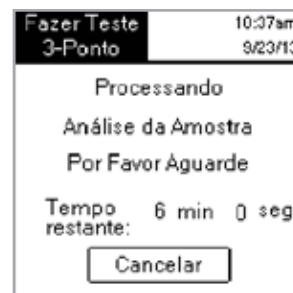 Fazer Teste 10:37am
3-Ponto 9/23/13
Processando
Análise da Amostra
Por Favor Aguarde
Tempo restante: 6 min 0 seg
Cancelar